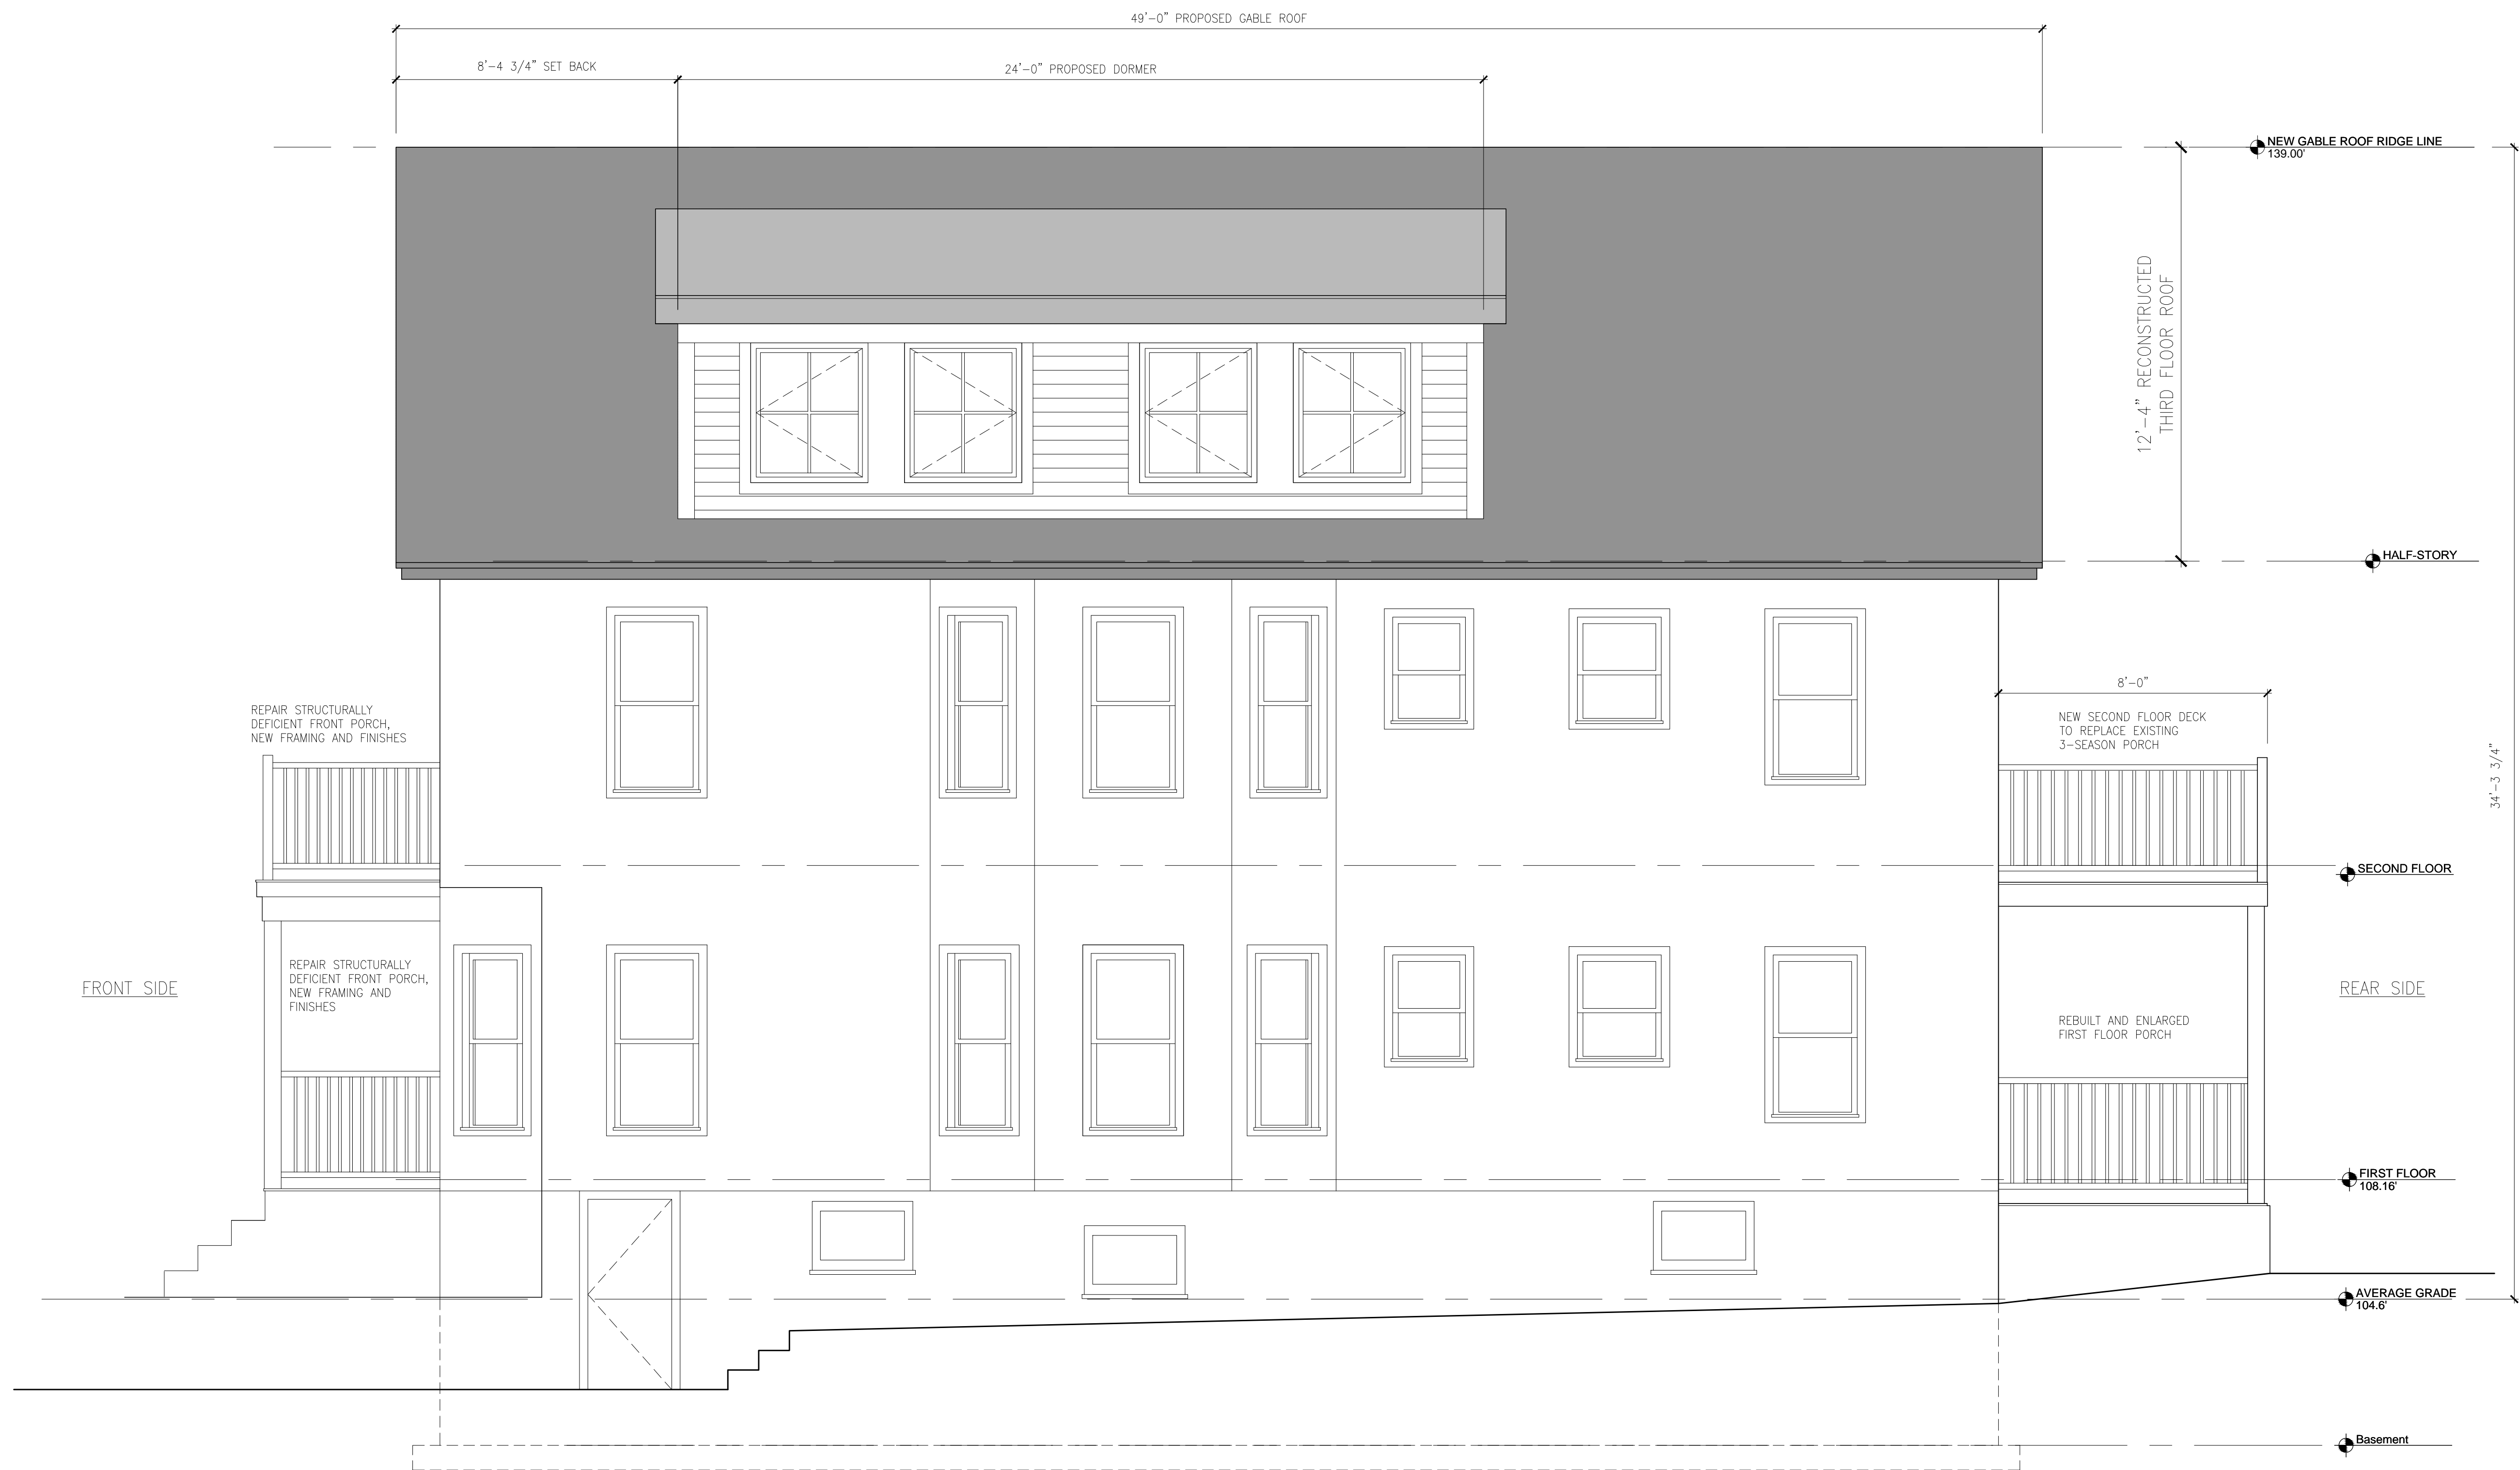 49'-0" PROPOSED GABLE ROOF
8'-4 3/4" SET BACK
24'-0" PROPOSED DORMER
NEW GABLE ROOF RIDGE LINE
139.00'
12'-4" RECONSTRUCTED
THIRD FLOOR ROOF
HALF-STORY
REPAIR STRUCTURALLY
DEFICIENT FRONT PORCH,
NEW FRAMING AND FINISHES
8'-0"
NEW SECOND FLOOR DECK
TO REPLACE EXISTING
3-SEASON PORCH
34'-3 3/4"
SECOND FLOOR
FRONT SIDE
REPAIR STRUCTURALLY
DEFICIENT FRONT PORCH,
NEW FRAMING AND
FINISHES
REAR SIDE
REBUILT AND ENLARGED
FIRST FLOOR PORCH
FIRST FLOOR
108.16'
AVERAGE GRADE
104.6'
Basement